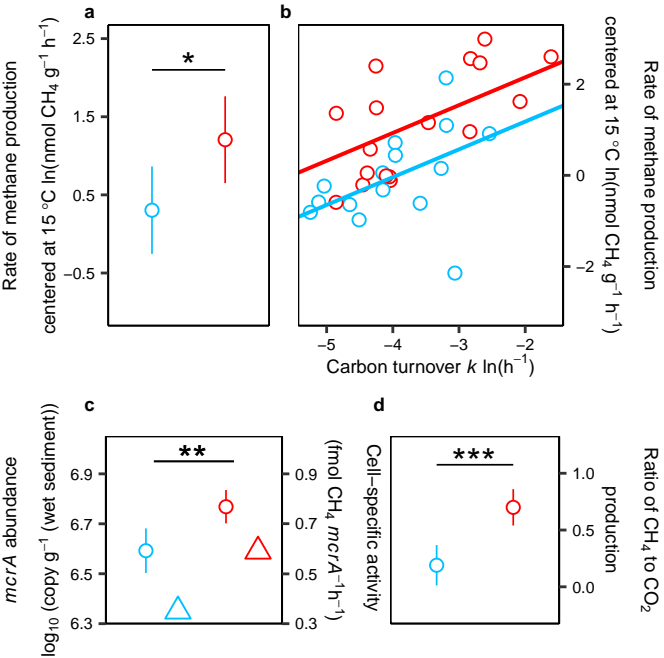 a
b
*
Rate of methane production
centered at 15 °C ln(nmol CH₄ g⁻¹ h⁻¹)
2.5
1.5
0.5
−0.5
2
0
−2
Rate of methane production
centered at 15 °C ln(nmol CH₄ g⁻¹ h⁻¹)
−5
−4
−3
−2
Carbon turnover k ln(h⁻¹)
c
d
**
mcrA abundance
log₁₀ (copy g⁻¹ (wet sediment))
6.9
6.7
6.5
6.3
0.9
0.7
0.5
0.3
(fmol CH₄ mcrA⁻¹h⁻¹)
Cell−specific activity
***
1.0
0.5
0.0
Ratio of CH₄ to CO₂
production